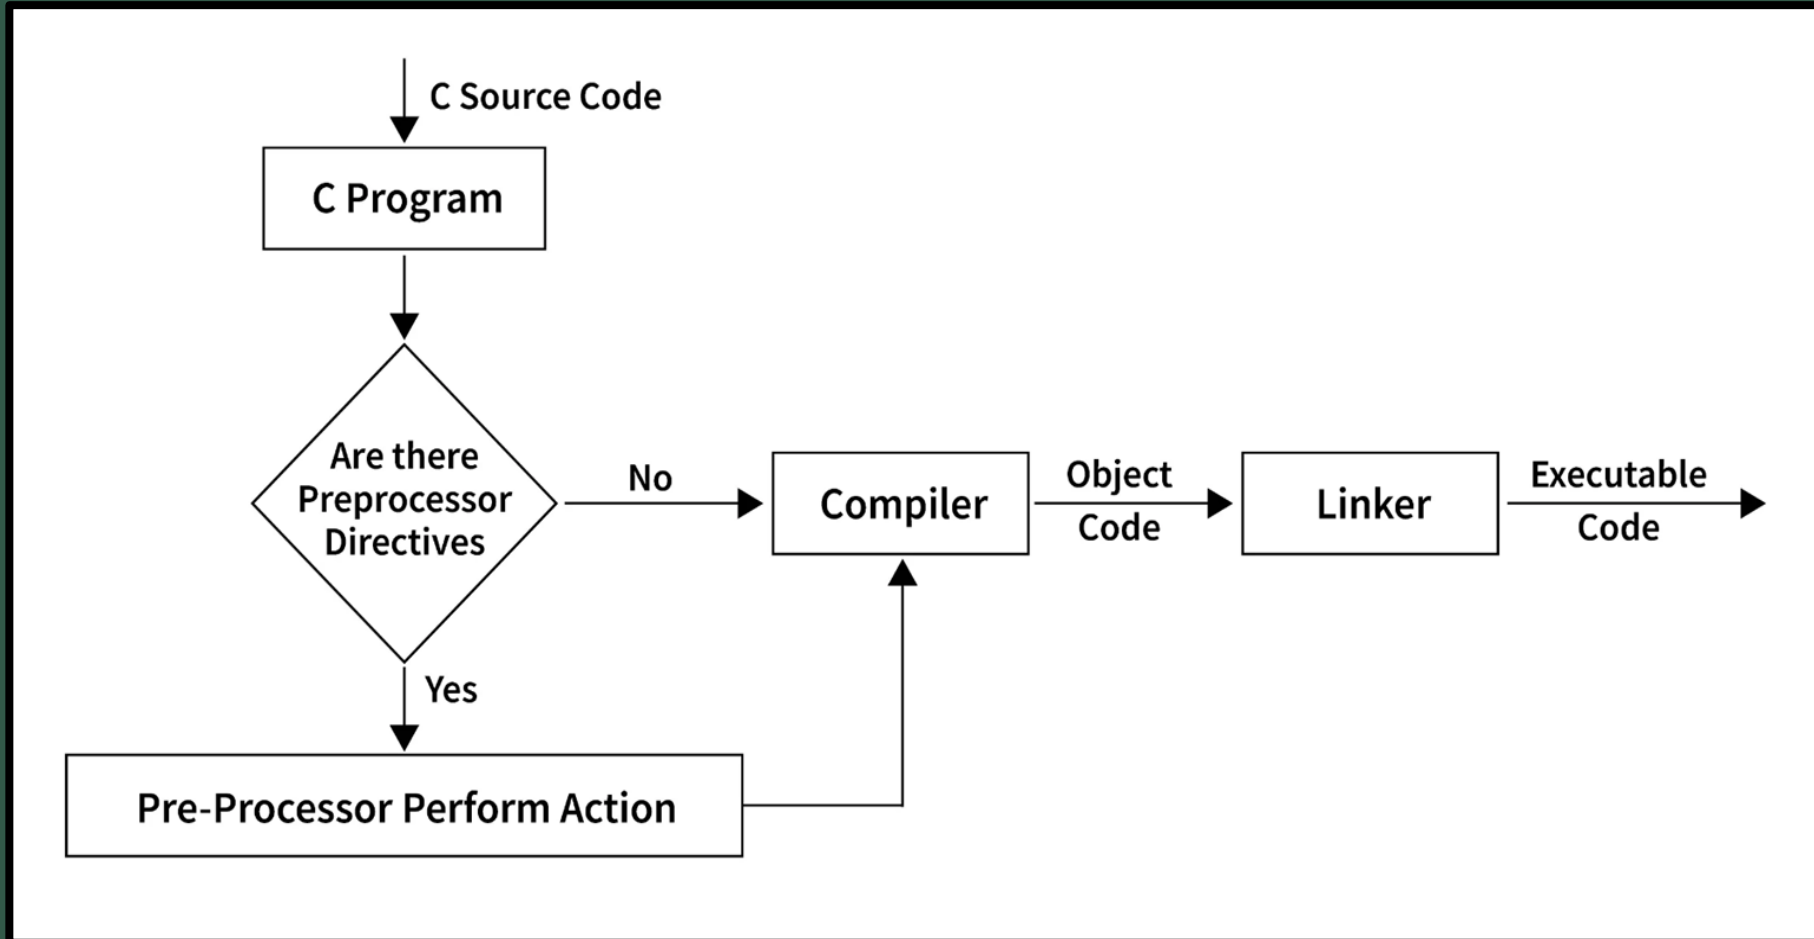 C Source Code
C Program
Are there
Preprocessor
Directives
No
Compiler
Object
Code
Linker
Executable
Code
Yes
Pre-Processor Perform Action